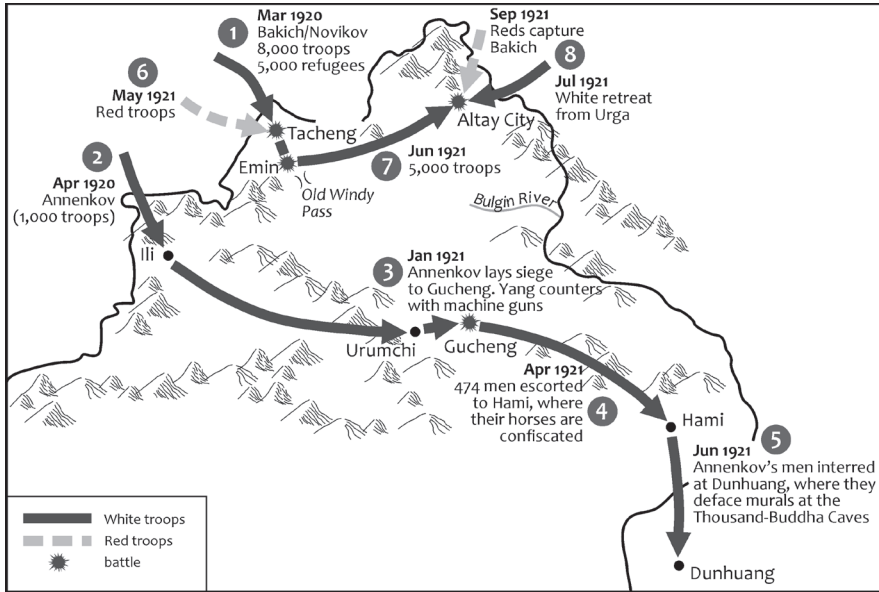 1
Mar 1920
Bakich/Novikov
8,000 troops
5,000 refugees
Sep 1921
Reds capture
Bakich
8
Jul 1921
White retreat
from Urga
6
May 1921
Red troops
Tacheng
Altay City
Emin
7
Jun 1921
5,000 troops
Old Windy
Pass
Bulgin River
2
Apr 1920
Annenkov
(1,000 troops)
Ili
3
Jan 1921
Annenkov lays siege
to Gucheng. Yang counters
with machine guns
Urumchi
Gucheng
Apr 1921
474 men escorted
to Hami, where
their horses are
confiscated
4
Hami
5
Jun 1921
Annenkov's men interred
at Dunhuang, where they
deface murals at the
Thousand-Buddha Caves
Dunhuang
White troops
Red troops
battle